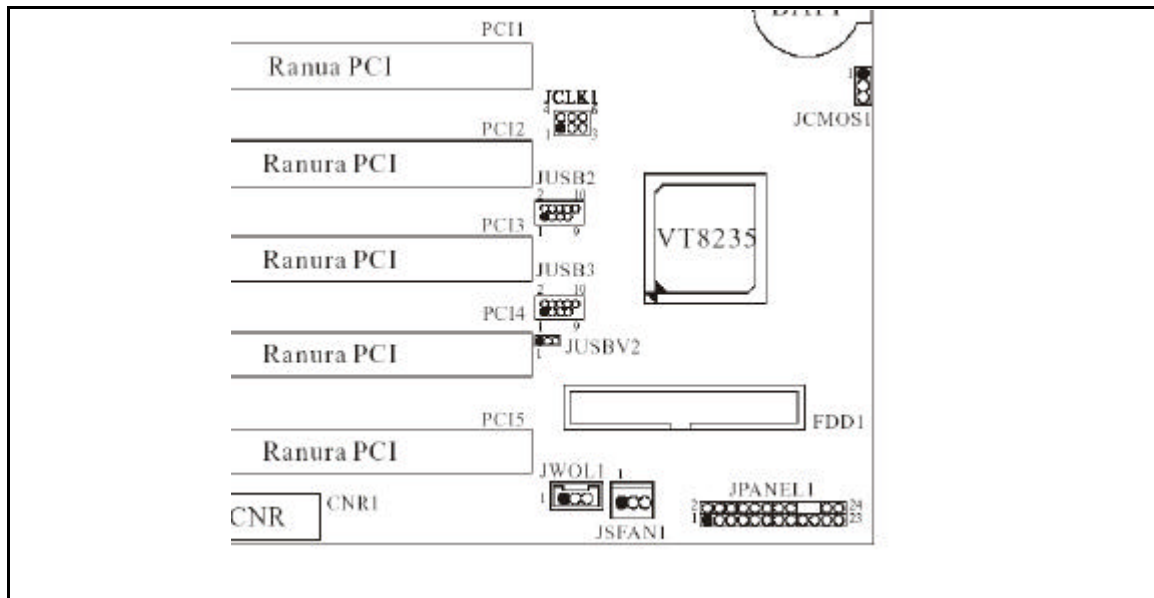 BATT
PCI1
Ranua PCI
1
JCMOS1
JCLK1
4 6
1 3
PCI2
Ranura PCI
JUSB2
2 10
1 9
VT8235
PCI3
Ranura PCI
JUSB3
2 10
1 9
PCI4
1 JUSBV2
Ranura PCI
FDD1
PCI5
Ranura PCI
JWOL1
1
1
JSFAN1
JPANEL1
2 24
1 23
CNR CNR1